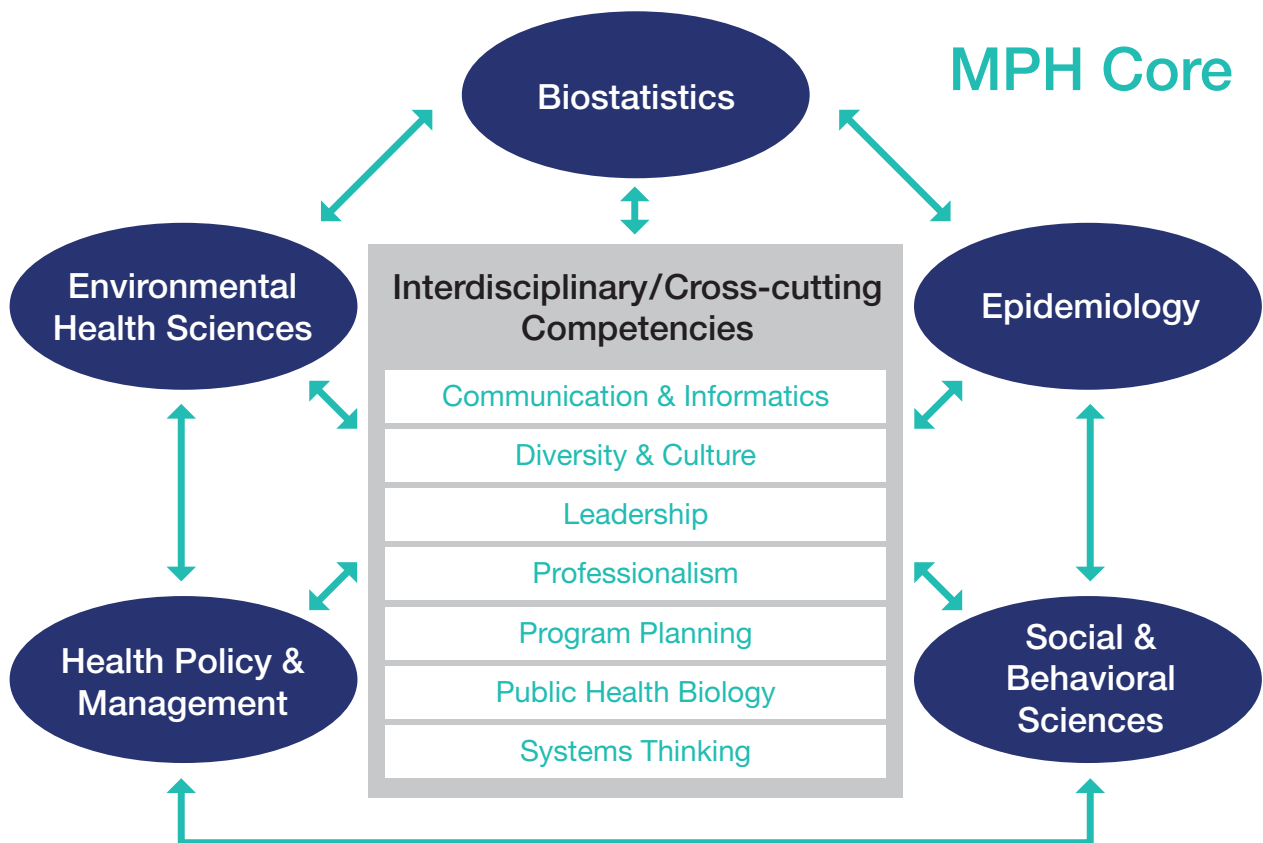 MPH Core
Biostatistics
Environmental
Health Sciences
Interdisciplinary/Cross-cutting
Competencies
Epidemiology
Communication & Informatics
Diversity & Culture
Leadership
Professionalism
Program Planning
Public Health Biology
Systems Thinking
Health Policy &
Management
Social &
Behavioral
Sciences